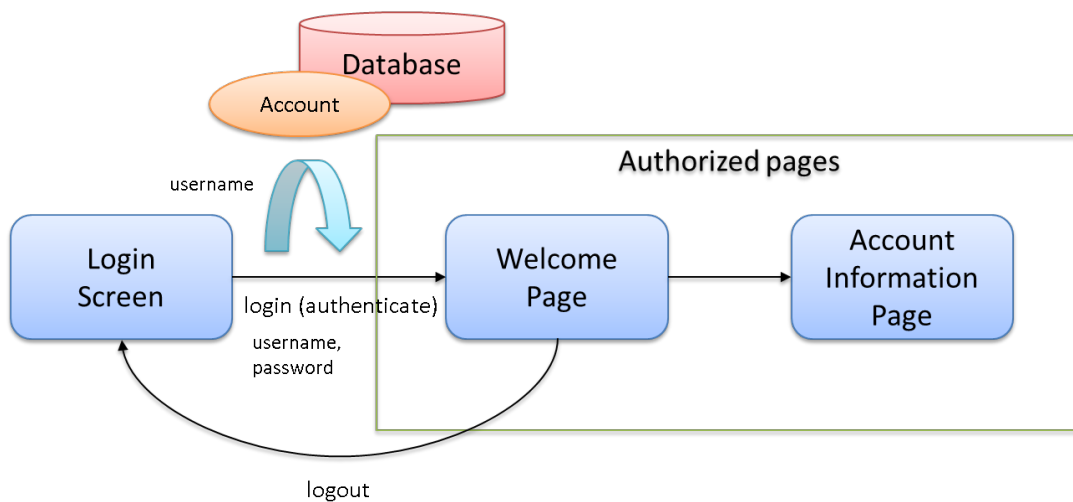 Database
Account
Authorized pages
username
Login
Screen
Welcome
Page
Account
Information
Page
login (authenticate)
username,
password
logout